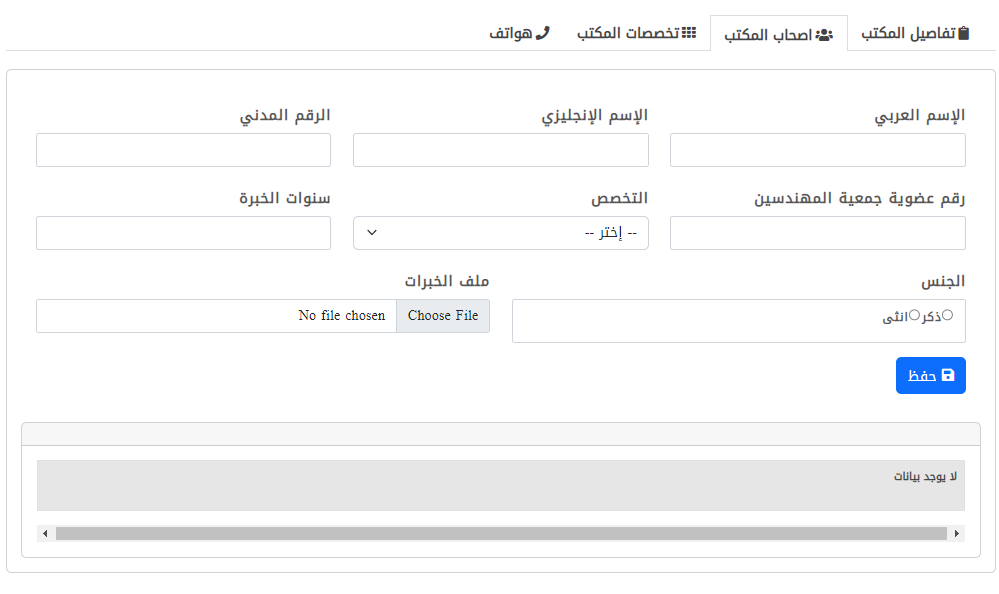 تفاصيل المكتب اصحاب المكتب تخصصات المكتب هواتف
الإسم العربي الإسم الإنجليزي الرقم المدني
رقم عضوية جمعية المهندسين التخصص سنوات الخبرة
-- إختر --
الجنس ملف الخبرات
ذكر انثى Choose File No file chosen
حفظ
لا يوجد بيانات